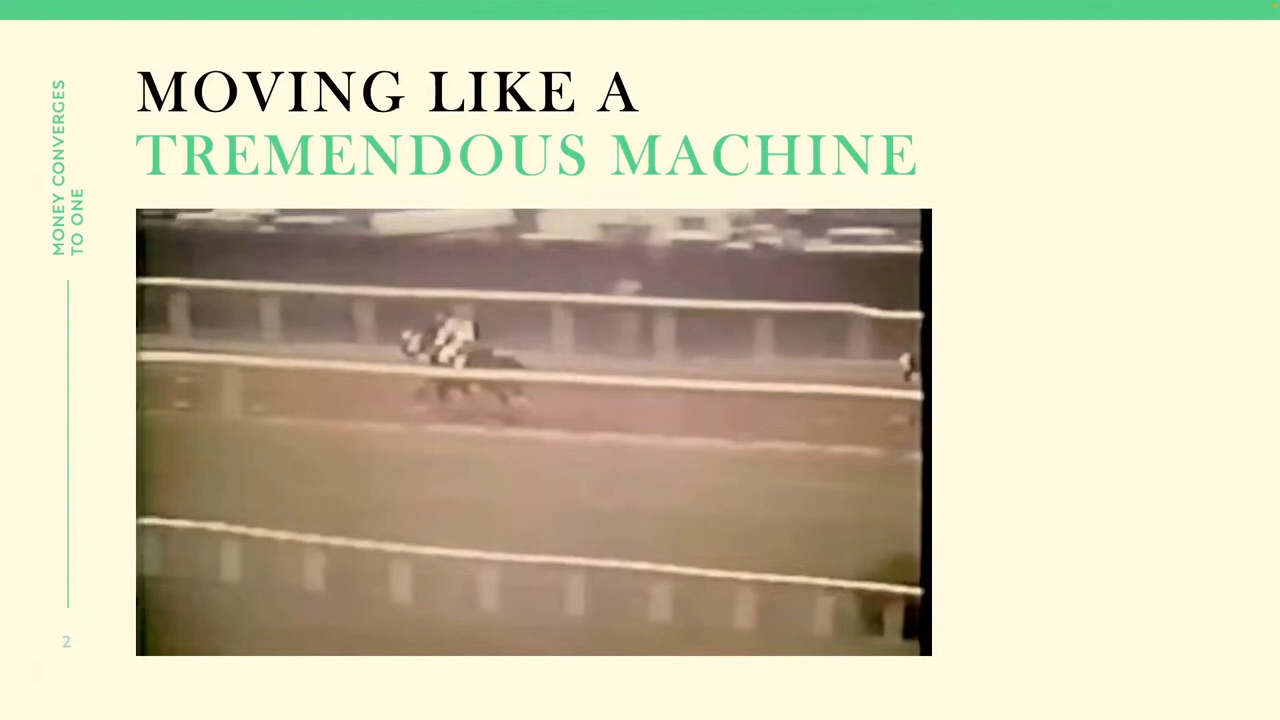 MOVING LIKE A
TREMENDOUS MACHINE
MONEY CONVERGES
TO ONE
2